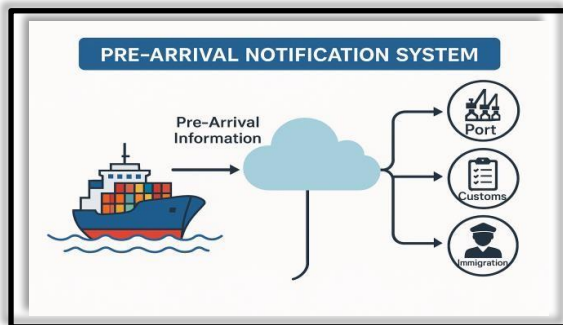 PRE-ARRIVAL NOTIFICATION SYSTEM
Pre-Arrival
Information
Port
Customs
Immigration